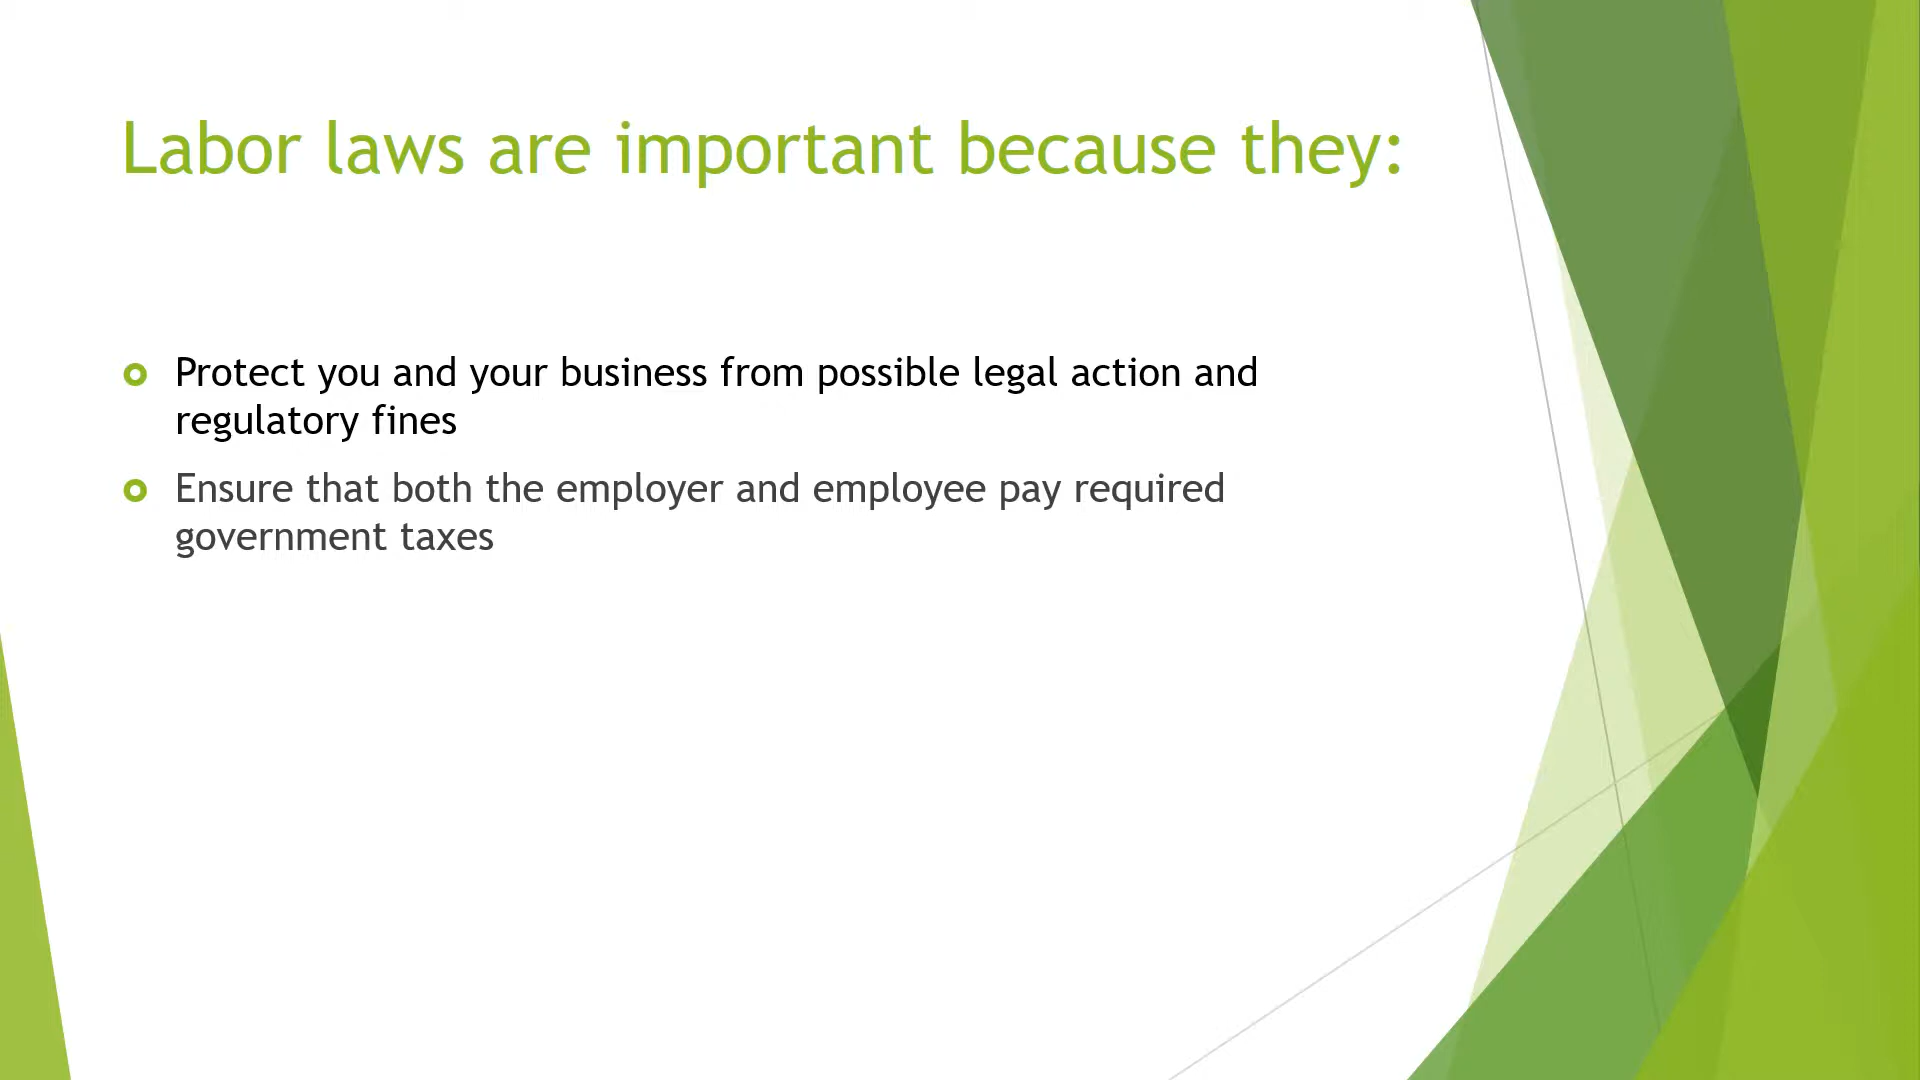 Labor laws are important because they:
Protect you and your business from possible legal action and
regulatory fines
Ensure that both the employer and employee pay required
government taxes